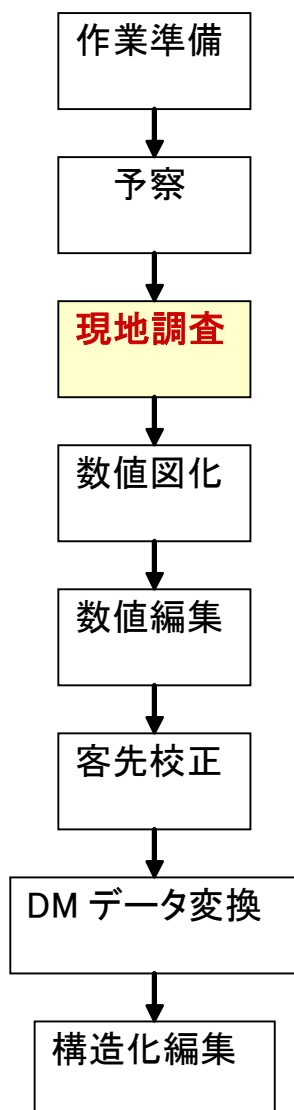 作業準備
予察
現地調査
数値図化
数値編集
客先校正
DM データ変換
構造化編集